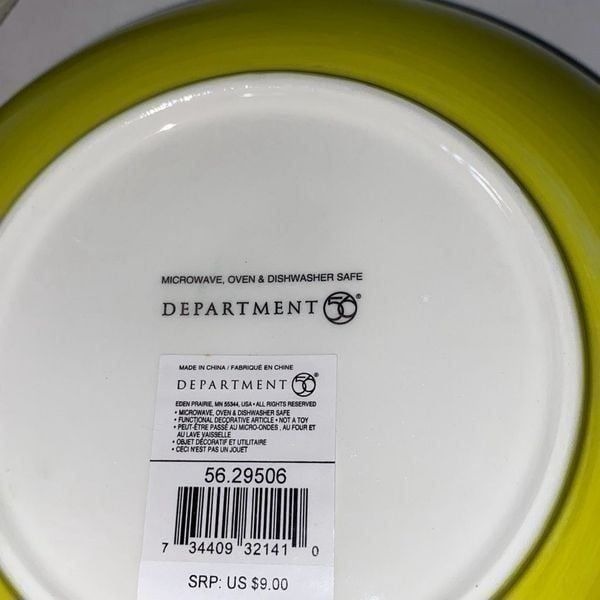 MICROWAVE, OVEN & DISHWASHER SAFE
DEPARTMENT 56®
MADE IN CHINA / FABRIQUÉ EN CHINE
DEPARTMENT 56®
EDEN PRAIRIE, MN 55344, USA • ALL RIGHTS RESERVED
• MICROWAVE, OVEN & DISHWASHER SAFE
• FUNCTIONAL DECORATIVE ARTICLE • NOT A TOY
• PEUT-ÊTRE PASSÉ AU MICRO-ONDES , AU FOUR ET
AU LAVE VAISSELLE
• OBJET DÉCORATIF ET UTILITAIRE
• CECI N'EST PAS UN JOUET
56.29506
7 34409 32141 0
SRP: US $9.00